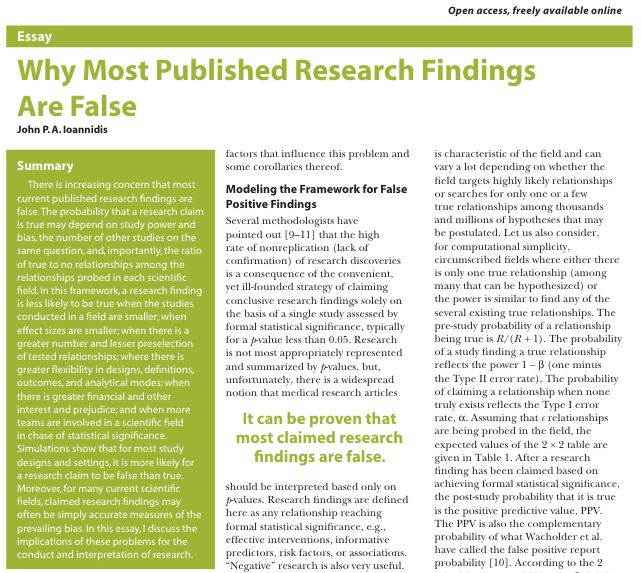 Open access, freely available online
Essay
Why Most Published Research Findings
Are False
John P. A. Ioannidis
Summary
There is increasing concern that most
current published research findings are
false. The probability that a research claim
is true may depend on study power and
bias, the number of other studies on the
same question, and, importantly, the ratio
of true to no relationships among the
relationships probed in each scientific
field. In this framework, a research finding
is less likely to be true when the studies
conducted in a field are smaller; when
effect sizes are smaller; when there is a
greater number and lesser preselection
of tested relationships; where there is
greater flexibility in designs, definitions,
outcomes, and analytical modes; when
there is greater financial and other
interest and prejudice; and when more
teams are involved in a scientific field
in chase of statistical significance.
Simulations show that for most study
designs and settings, it is more likely for
a research claim to be false than true.
Moreover, for many current scientific
fields, claimed research findings may
often be simply accurate measures of the
prevailing bias. In this essay, I discuss the
implications of these problems for the
conduct and interpretation of research.
factors that influence this problem and
some corollaries thereof.
Modeling the Framework for False
Positive Findings
Several methodologists have
pointed out [9–11] that the high
rate of nonreplication (lack of
confirmation) of research discoveries
is a consequence of the convenient,
yet ill-founded strategy of claiming
conclusive research findings solely on
the basis of a single study assessed by
formal statistical significance, typically
for a p-value less than 0.05. Research
is not most appropriately represented
and summarized by p-values, but,
unfortunately, there is a widespread
notion that medical research articles
It can be proven that
most claimed research
findings are false.
should be interpreted based only on
p-values. Research findings are defined
here as any relationship reaching
formal statistical significance, e.g.,
effective interventions, informative
predictors, risk factors, or associations.
“Negative” research is also very useful.
is characteristic of the field and can
vary a lot depending on whether the
field targets highly likely relationships
or searches for only one or a few
true relationships among thousands
and millions of hypotheses that may
be postulated. Let us also consider,
for computational simplicity,
circumscribed fields where either there
is only one true relationship (among
many that can be hypothesized) or
the power is similar to find any of the
several existing true relationships. The
pre-study probability of a relationship
being true is R/(R + 1). The probability
of a study finding a true relationship
reflects the power 1 − β (one minus
the Type II error rate). The probability
of claiming a relationship when none
truly exists reflects the Type I error
rate, α. Assuming that c relationships
are being probed in the field, the
expected values of the 2 × 2 table are
given in Table 1. After a research
finding has been claimed based on
achieving formal statistical significance,
the post-study probability that it is true
is the positive predictive value, PPV.
The PPV is also the complementary
probability of what Wacholder et al.
have called the false positive report
probability [10]. According to the 2